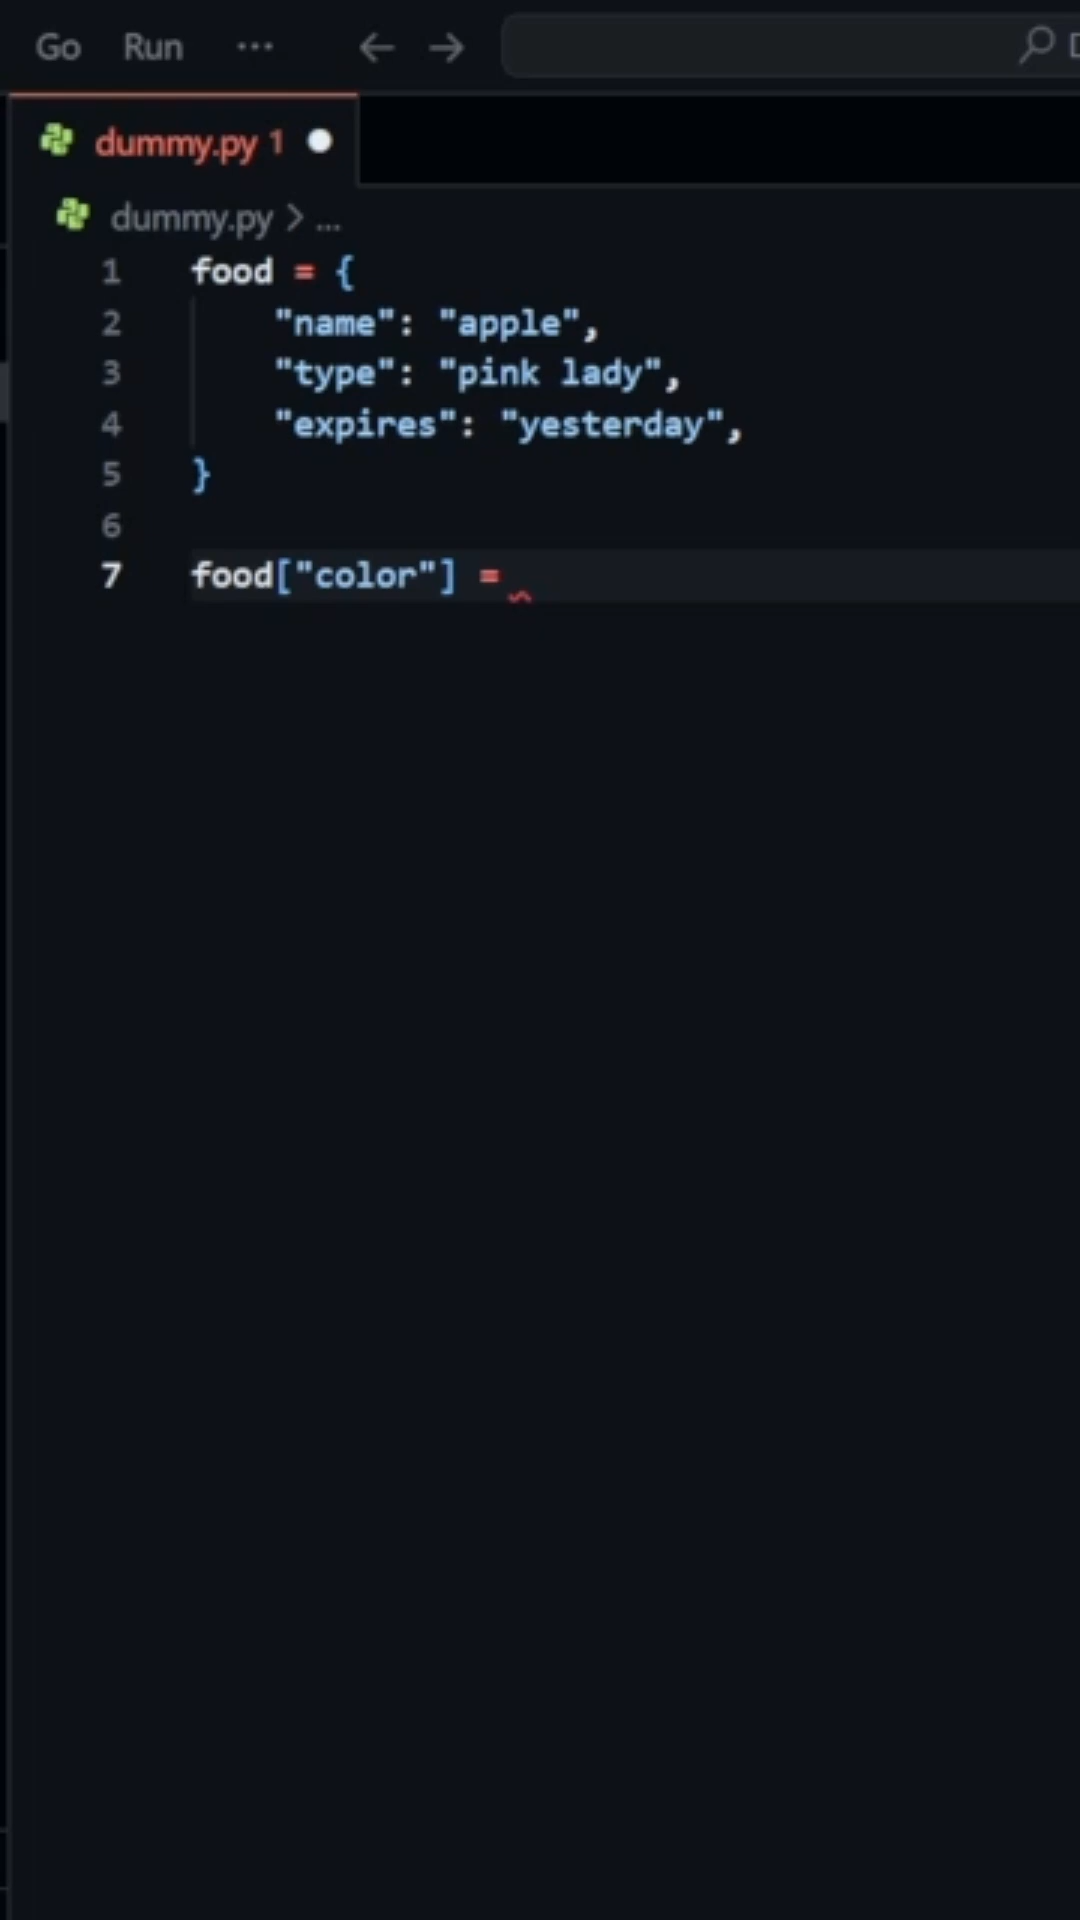 Go Run ...
dummy.py 1
dummy.py > ...
1 food = {
2 "name": "apple",
3 "type": "pink lady",
4 "expires": "yesterday",
5 }
6
7 food["color"] =